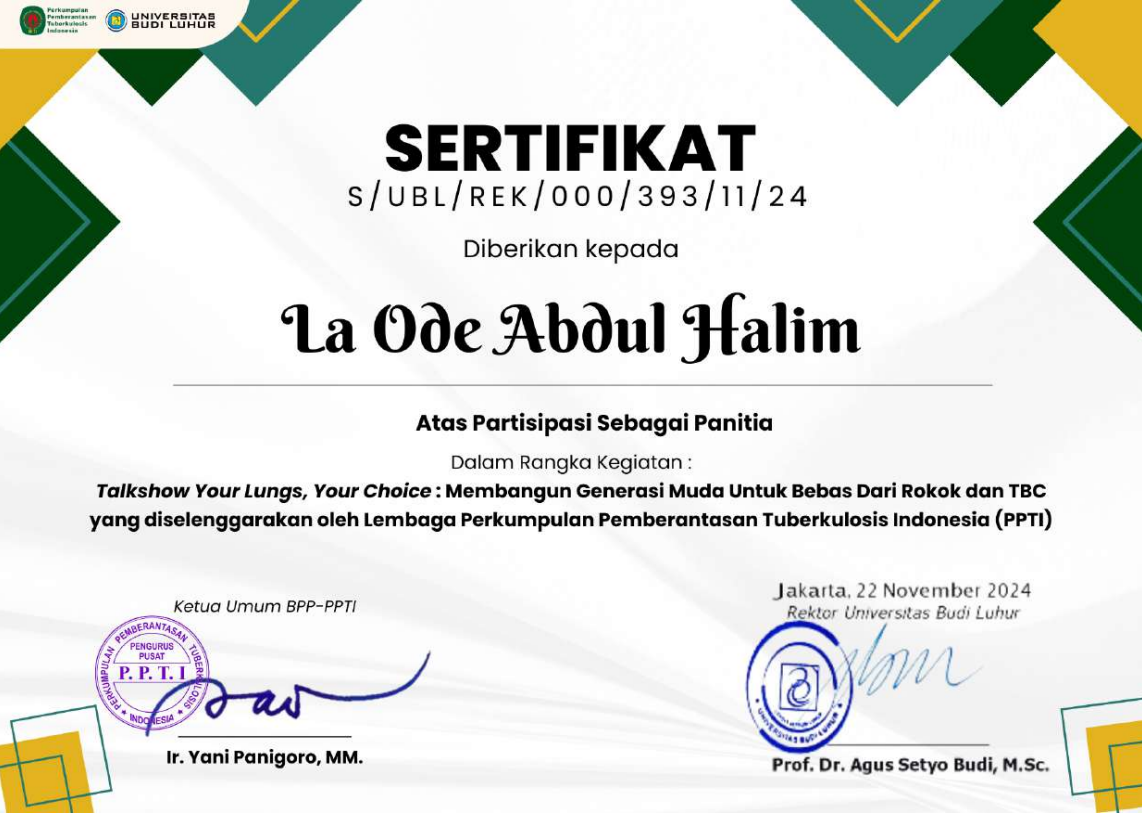 Perkumpulan
Pemberantasan
Tuberkulosis
Indonesia
UNIVERSITAS
BUDI LUHUR
SERTIFIKAT
S/UBL/REK/000/393/11/24
Diberikan kepada
La Ode Abdul Halim
Atas Partisipasi Sebagai Panitia
Dalam Rangka Kegiatan :
Talkshow Your Lungs, Your Choice : Membangun Generasi Muda Untuk Bebas Dari Rokok dan TBC
yang diselenggarakan oleh Lembaga Perkumpulan Pemberantasan Tuberkulosis Indonesia (PPTI)
Ketua Umum BPP-PPTI
PERKUMPULAN PEMBERANTASAN TUBERKULOSIS
PENGURUS
PUSAT
P. P. T. I
INDONESIA
Ir. Yani Panigoro, MM.
Jakarta, 22 November 2024
Rektor Universitas Budi Luhur
UNIVERSITAS BUDI LUHUR
Prof. Dr. Agus Setyo Budi, M.Sc.